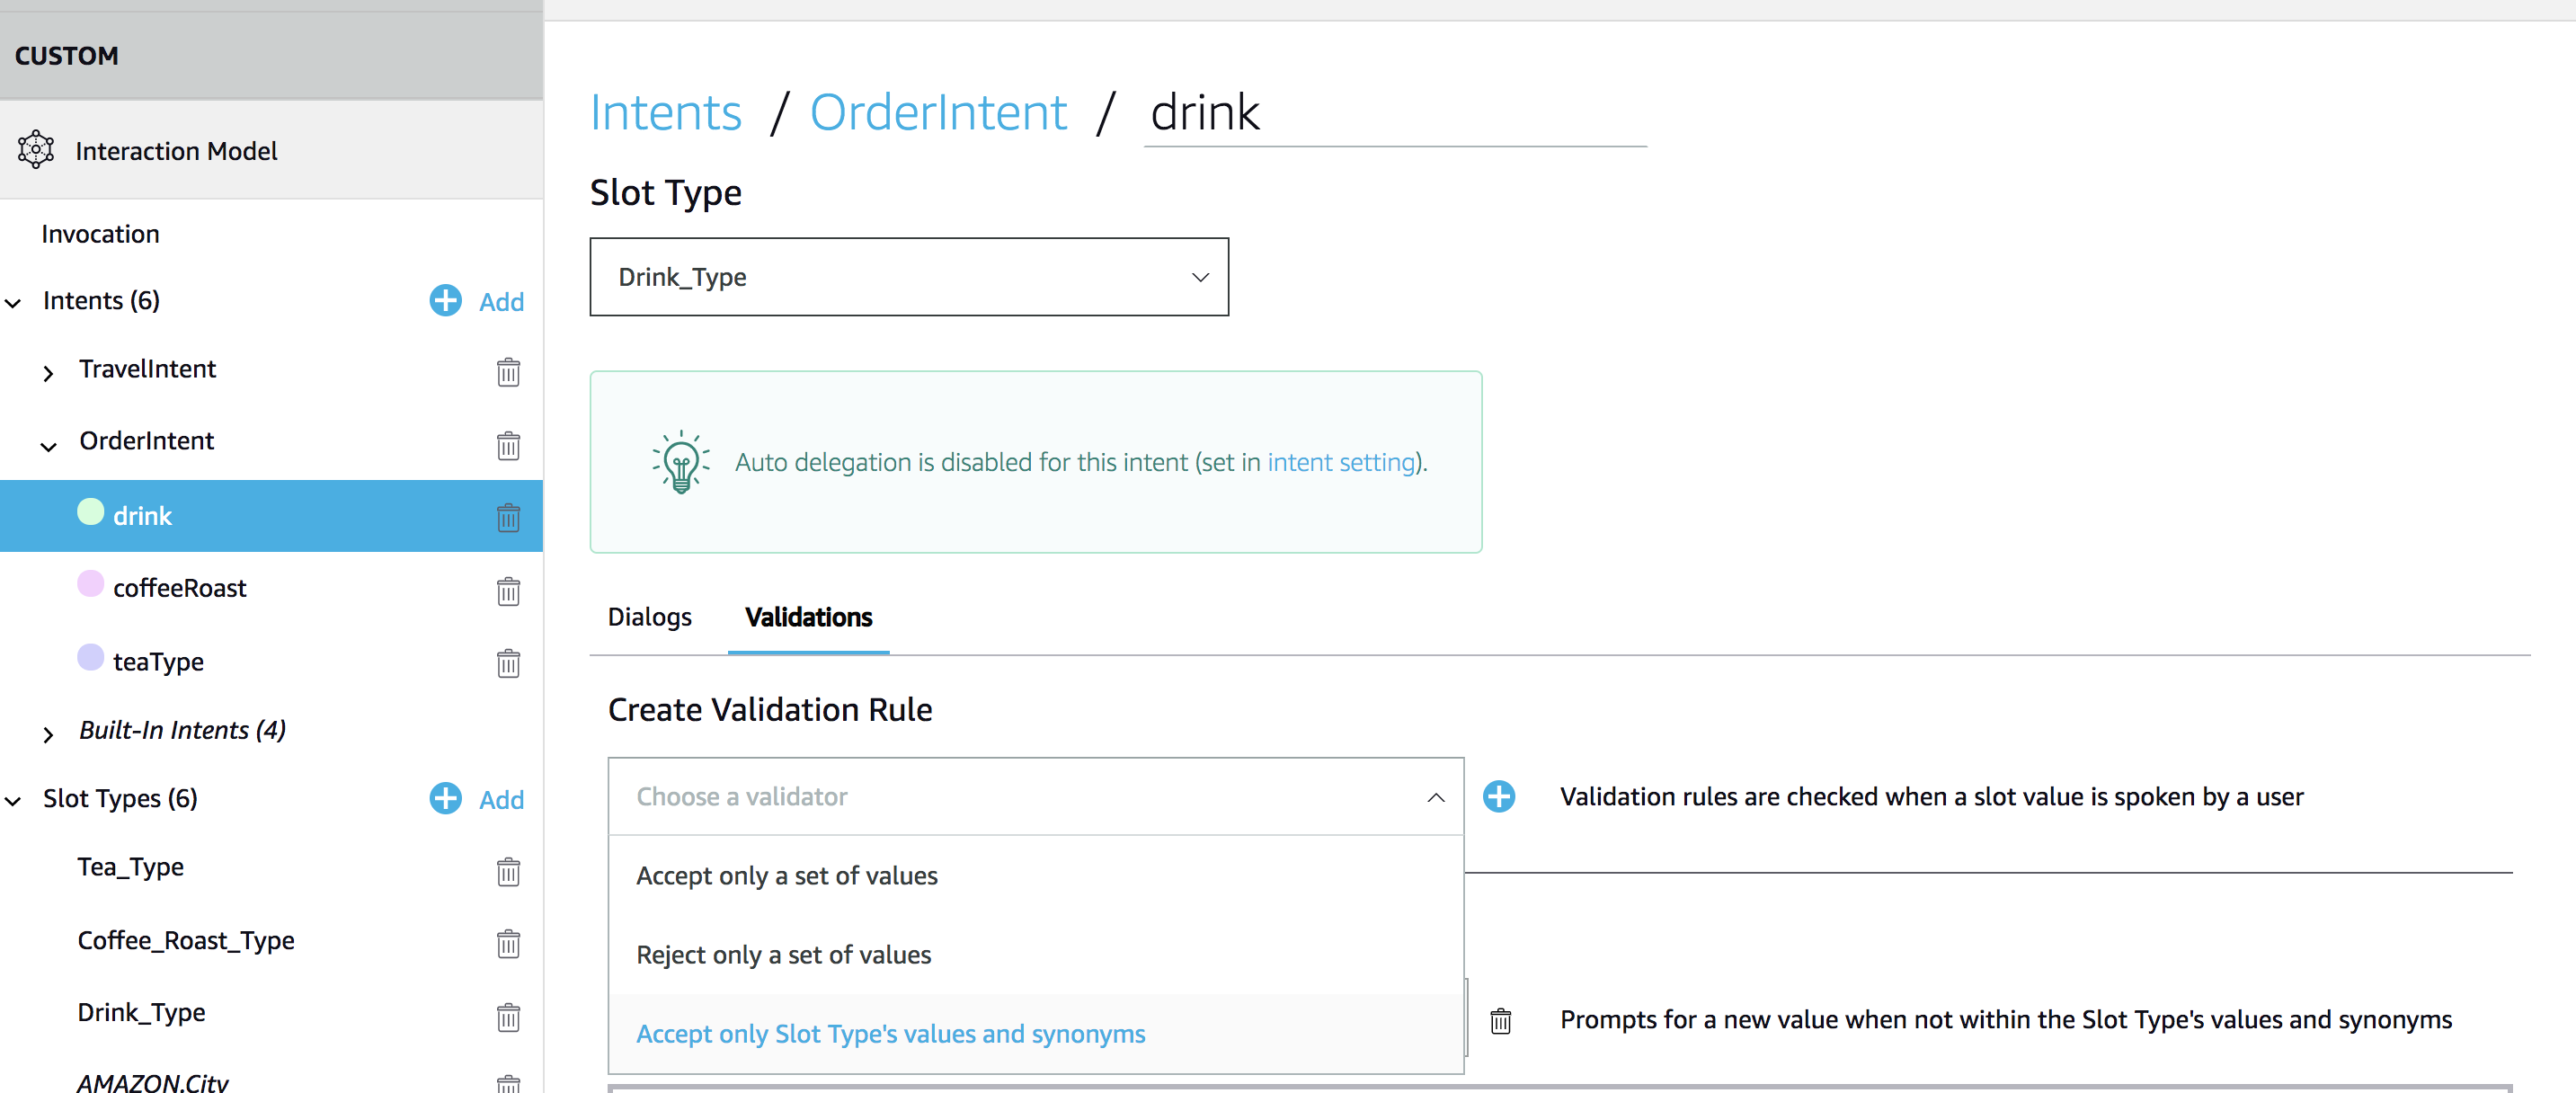 CUSTOM
Interaction Model
Invocation
Intents (6)
Add
TravelIntent
OrderIntent
drink
coffeeRoast
teaType
Built-In Intents (4)
Slot Types (6)
Add
Tea_Type
Coffee_Roast_Type
Drink_Type
AMAZON.City
Intents / OrderIntent / drink
Slot Type
Drink_Type
Auto delegation is disabled for this intent (set in intent setting).
Dialogs
Validations
Create Validation Rule
Choose a validator
Validation rules are checked when a slot value is spoken by a user
Accept only a set of values
Reject only a set of values
Accept only Slot Type's values and synonyms
Prompts for a new value when not within the Slot Type's values and synonyms